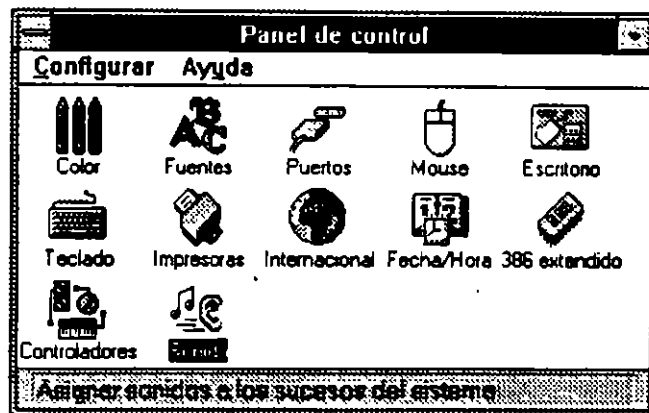 Panel de control
Configurar Ayuda
Color Fuentes Puertos Mouse Escritorio
Teclado Impresoras Internacional Fecha/Hora 386 extendido
Controladores Sonido
Asignar sonidos a los sucesos del sistema